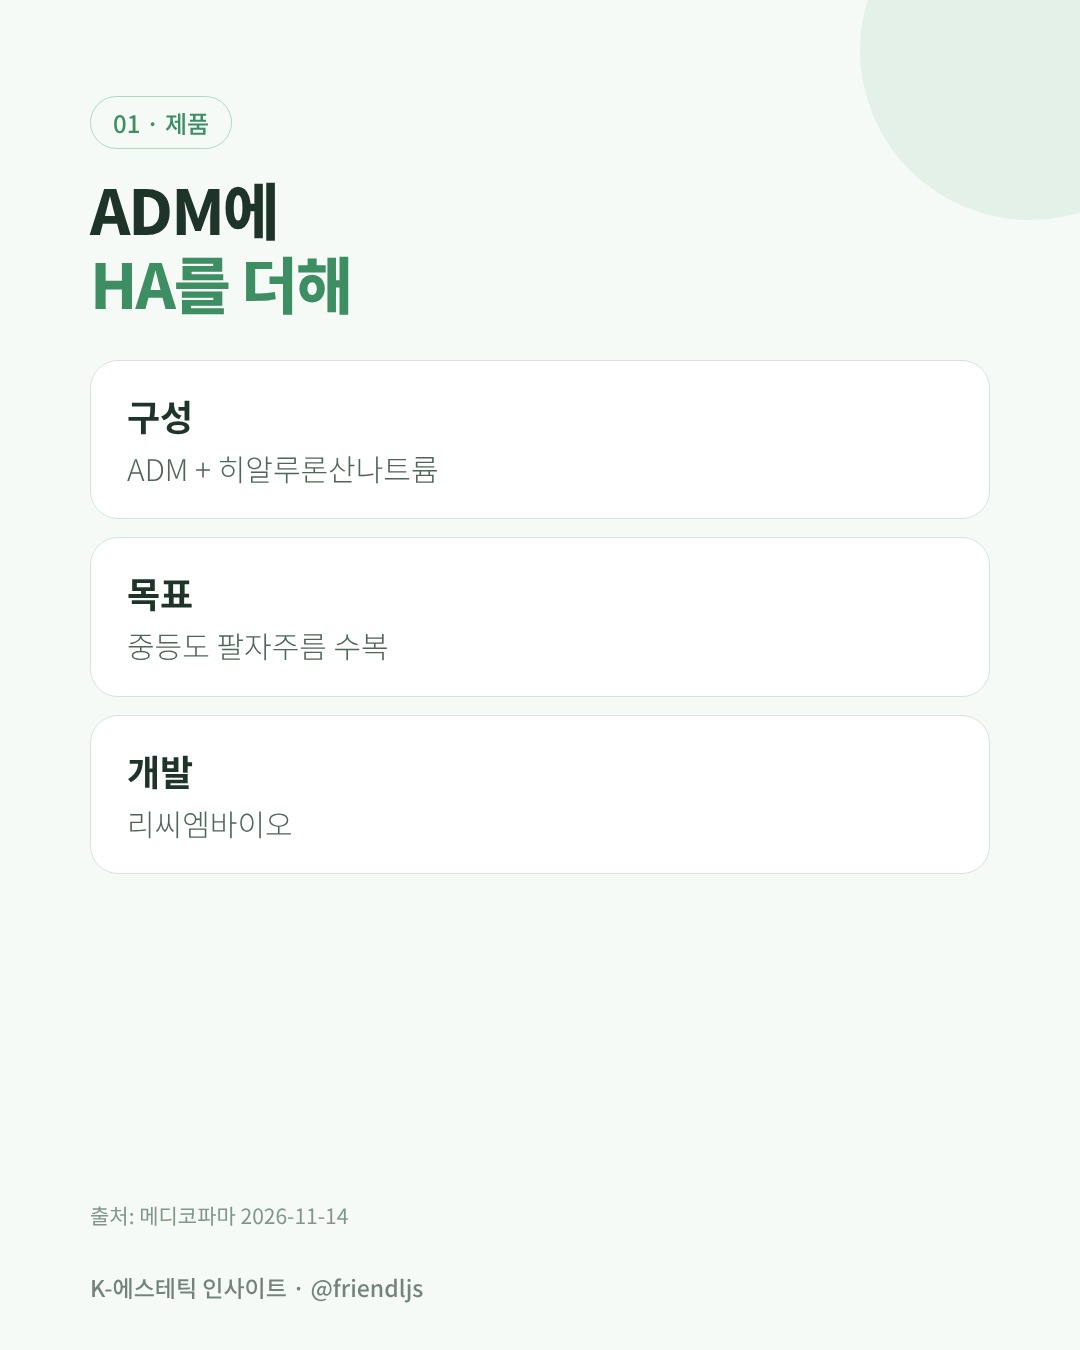 01 · 제품
ADM에
HA를 더해
구성
ADM + 히알루론산나트륨
목표
중등도 팔자주름 수복
개발
리씨엠바이오
출처: 메디코파마 2026-11-14
K-에스테틱 인사이트 · @friendljs